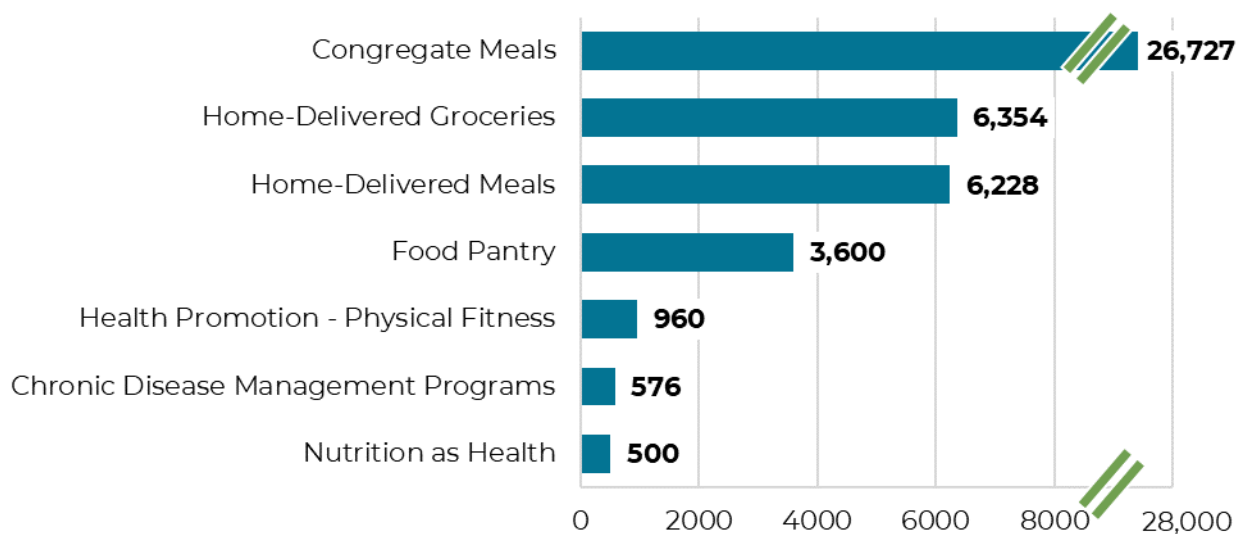 Congregate Meals 26,727
Home-Delivered Groceries 6,354
Home-Delivered Meals 6,228
Food Pantry 3,600
Health Promotion - Physical Fitness 960
Chronic Disease Management Programs 576
Nutrition as Health 500
0 2000 4000 6000 8000 28,000